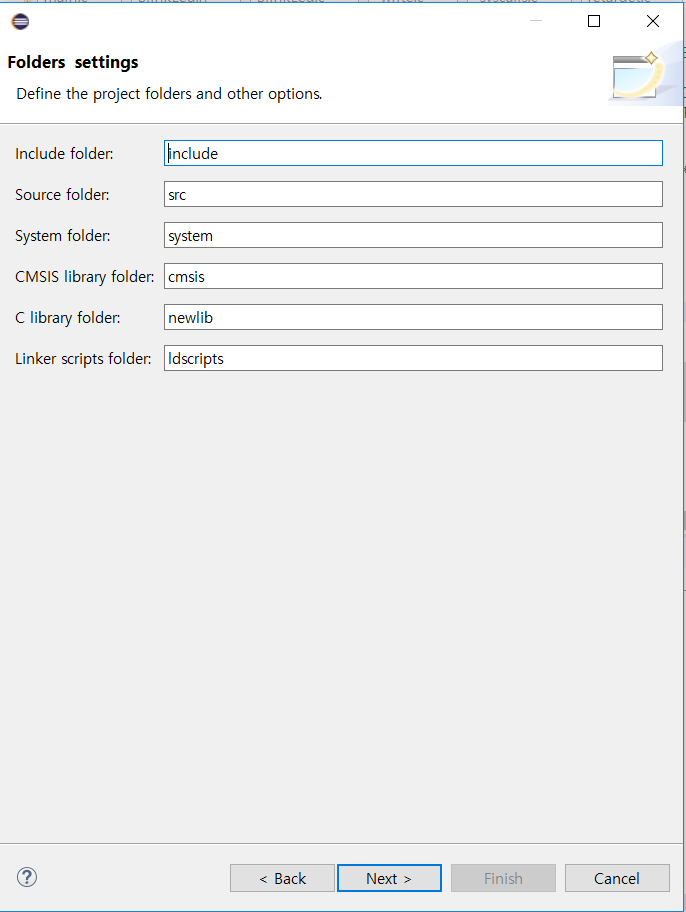 Folders  settings
Define the project folders and other options.
Include folder: include
Source folder: src
System folder: system
CMSIS library folder: cmsis
C library folder: newlib
Linker scripts folder: ldscripts
? < Back Next > Finish Cancel